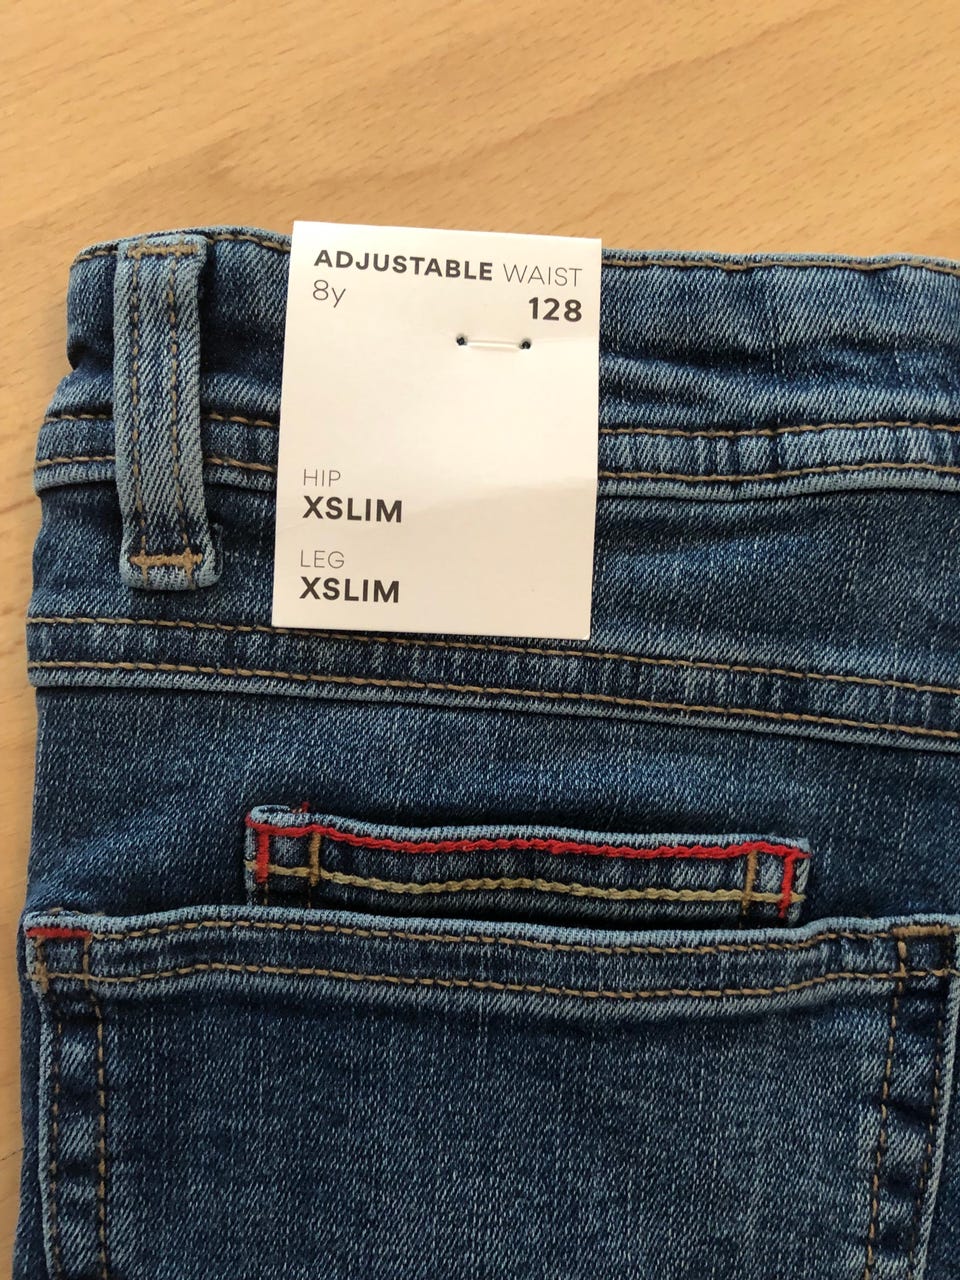 ADJUSTABLE WAIST
8y 128
HIP
XSLIM
LEG
XSLIM